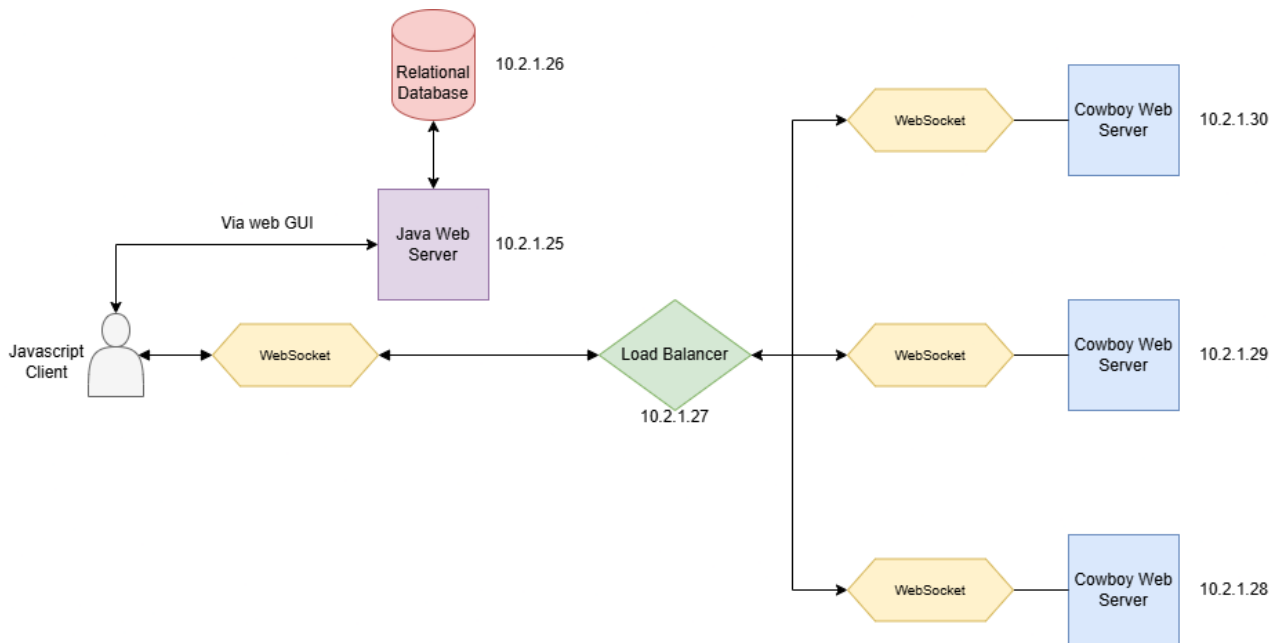 Relational
Database
10.2.1.26
WebSocket
Cowboy Web
Server
10.2.1.30
Via web GUI
Java Web
Server
10.2.1.25
Javascript
Client
WebSocket
Load Balancer
10.2.1.27
WebSocket
Cowboy Web
Server
10.2.1.29
WebSocket
Cowboy Web
Server
10.2.1.28